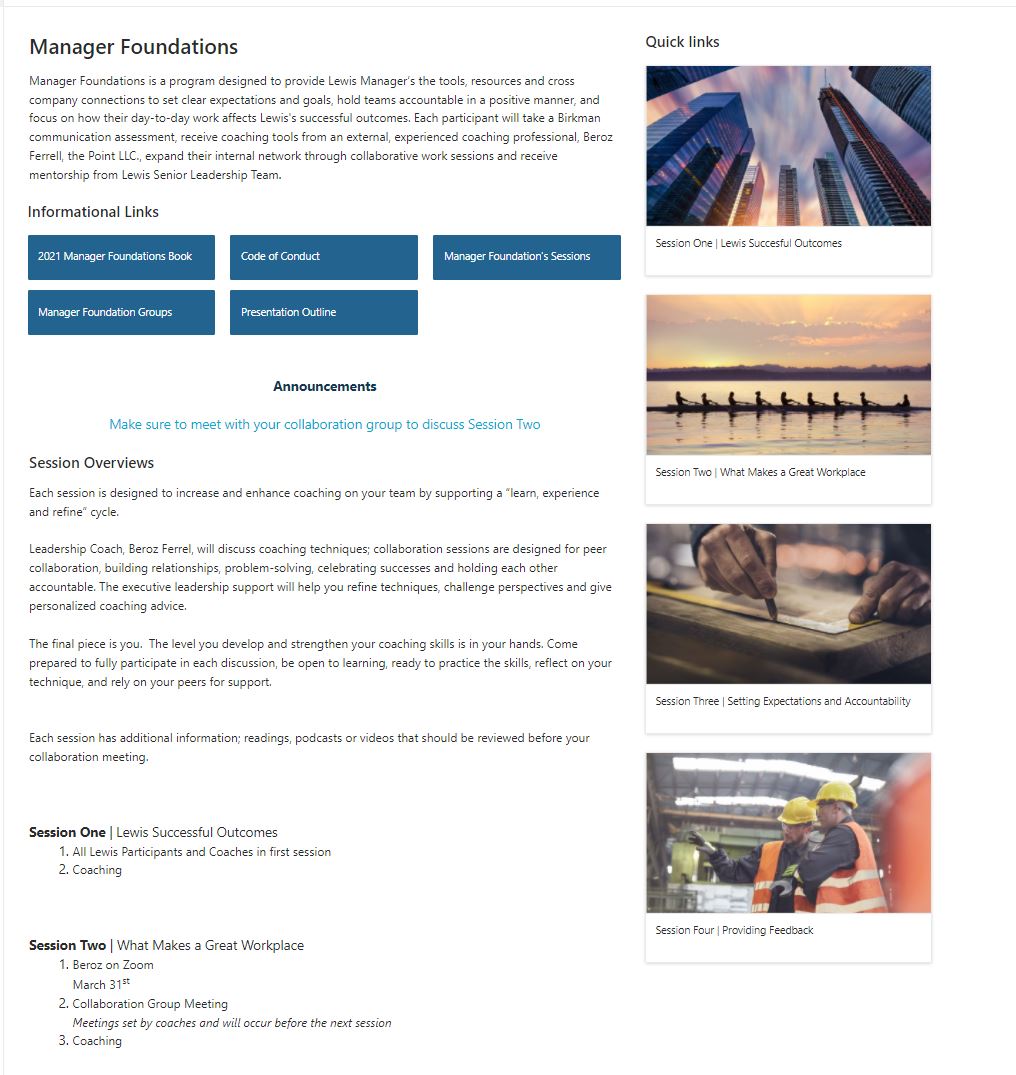 Manager Foundations
Manager Foundations is a program designed to provide Lewis Manager's the tools, resources and cross
company connections to set clear expectations and goals, hold teams accountable in a positive manner, and
focus on how their day-to-day work affects Lewis's successful outcomes. Each participant will take a Birkman
communication assessment, receive coaching tools from an external, experienced coaching professional, Beroz
Ferrell, the Point LLC., expand their internal network through collaborative work sessions and receive
mentorship from Lewis Senior Leadership Team.
Informational Links
2021 Manager Foundations Book
Code of Conduct
Manager Foundation's Sessions
Manager Foundation Groups
Presentation Outline
Announcements
Make sure to meet with your collaboration group to discuss Session Two
Session Overviews
Each session is designed to increase and enhance coaching on your team by supporting a “learn, experience
and refine” cycle.
Leadership Coach, Beroz Ferrel, will discuss coaching techniques; collaboration sessions are designed for peer
collaboration, building relationships, problem-solving, celebrating successes and holding each other
accountable. The executive leadership support will help you refine techniques, challenge perspectives and give
personalized coaching advice.
The final piece is you.  The level you develop and strengthen your coaching skills is in your hands. Come
prepared to fully participate in each discussion, be open to learning, ready to practice the skills, reflect on your
technique, and rely on your peers for support.
Each session has additional information; readings, podcasts or videos that should be reviewed before your
collaboration meeting.
Session One | Lewis Successful Outcomes
1. All Lewis Participants and Coaches in first session
2. Coaching
Session Two | What Makes a Great Workplace
1. Beroz on Zoom
March 31st
2. Collaboration Group Meeting
Meetings set by coaches and will occur before the next session
3. Coaching
Quick links
Session One | Lewis Succesful Outcomes
Session Two | What Makes a Great Workplace
Session Three | Setting Expectations and Accountability
Session Four | Providing Feedback